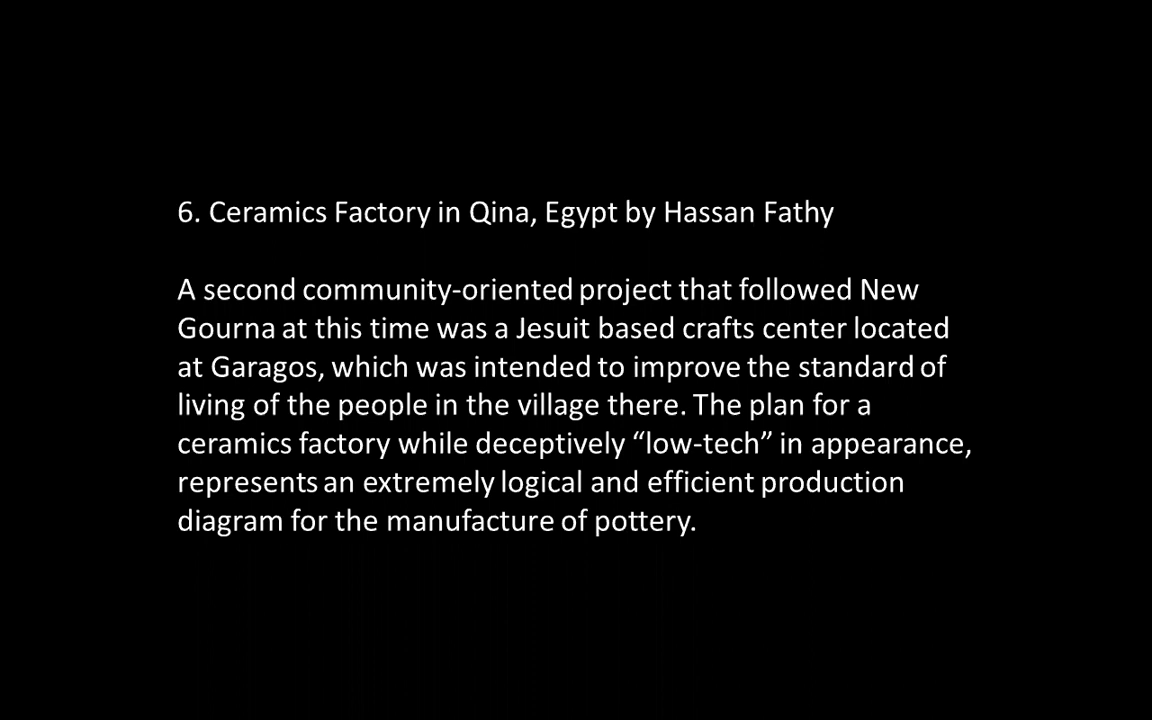 6. Ceramics Factory in Qina, Egypt by Hassan Fathy
A second community-oriented project that followed New
Gourna at this time was a Jesuit based crafts center located
at Garagos, which was intended to improve the standard of
living of the people in the village there. The plan for a
ceramics factory while deceptively “low-tech” in appearance,
represents an extremely logical and efficient production
diagram for the manufacture of pottery.